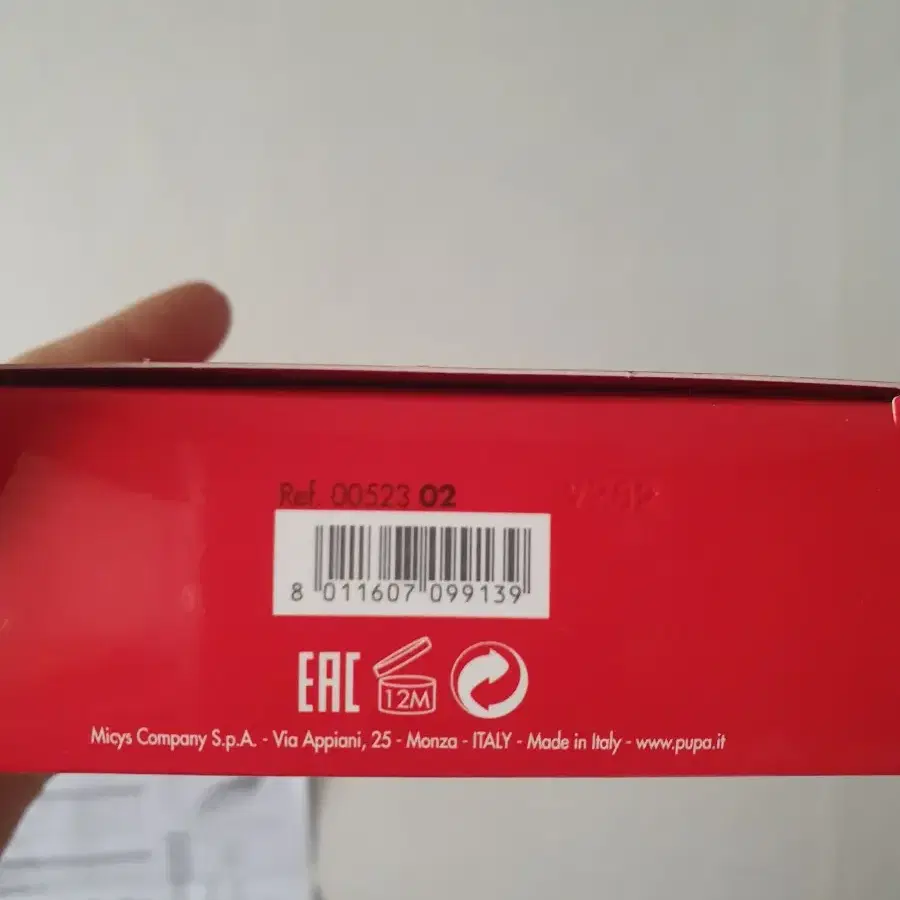 Ref. 00523 02
8 011607 099139
EAC
12M
Micys Company S.p.A. - Via Appiani, 25 - Monza - ITALY - Made in Italy - www.pupa.it